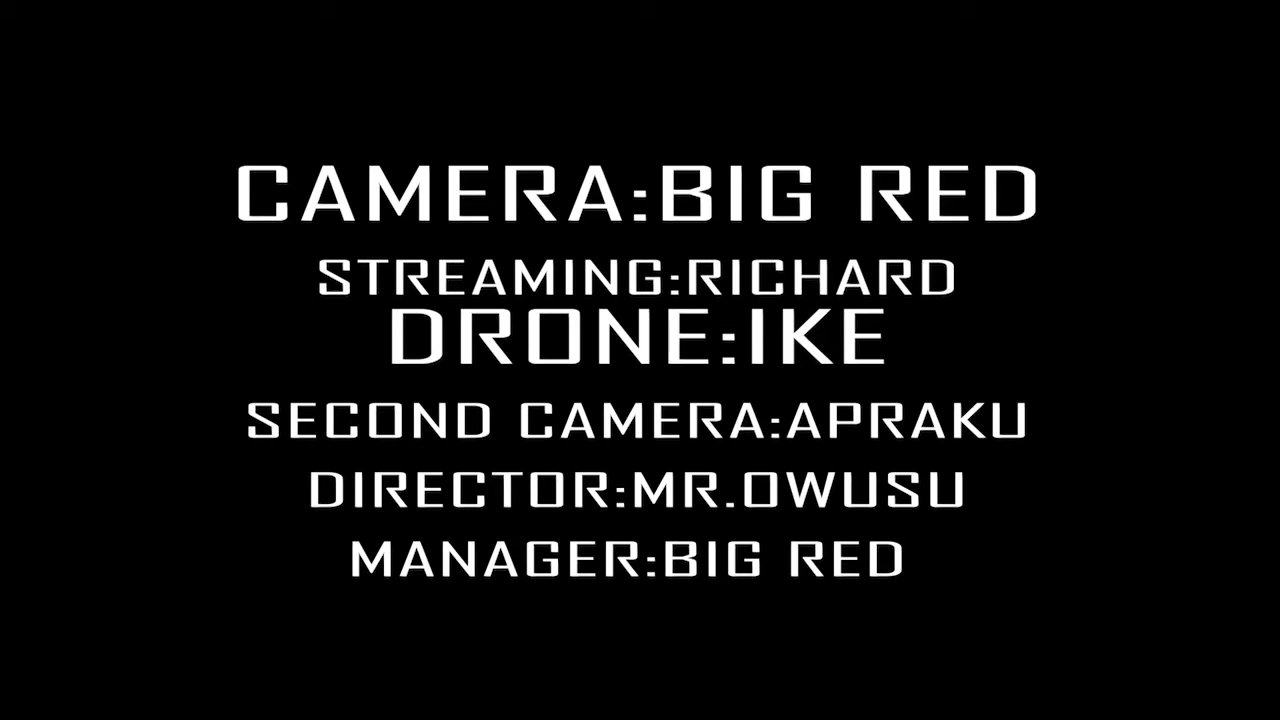 CAMERA:BIG RED
STREAMING:RICHARD
DRONE:IKE
SECOND CAMERA:APRAKU
DIRECTOR:MR.OWUSU
MANAGER:BIG RED